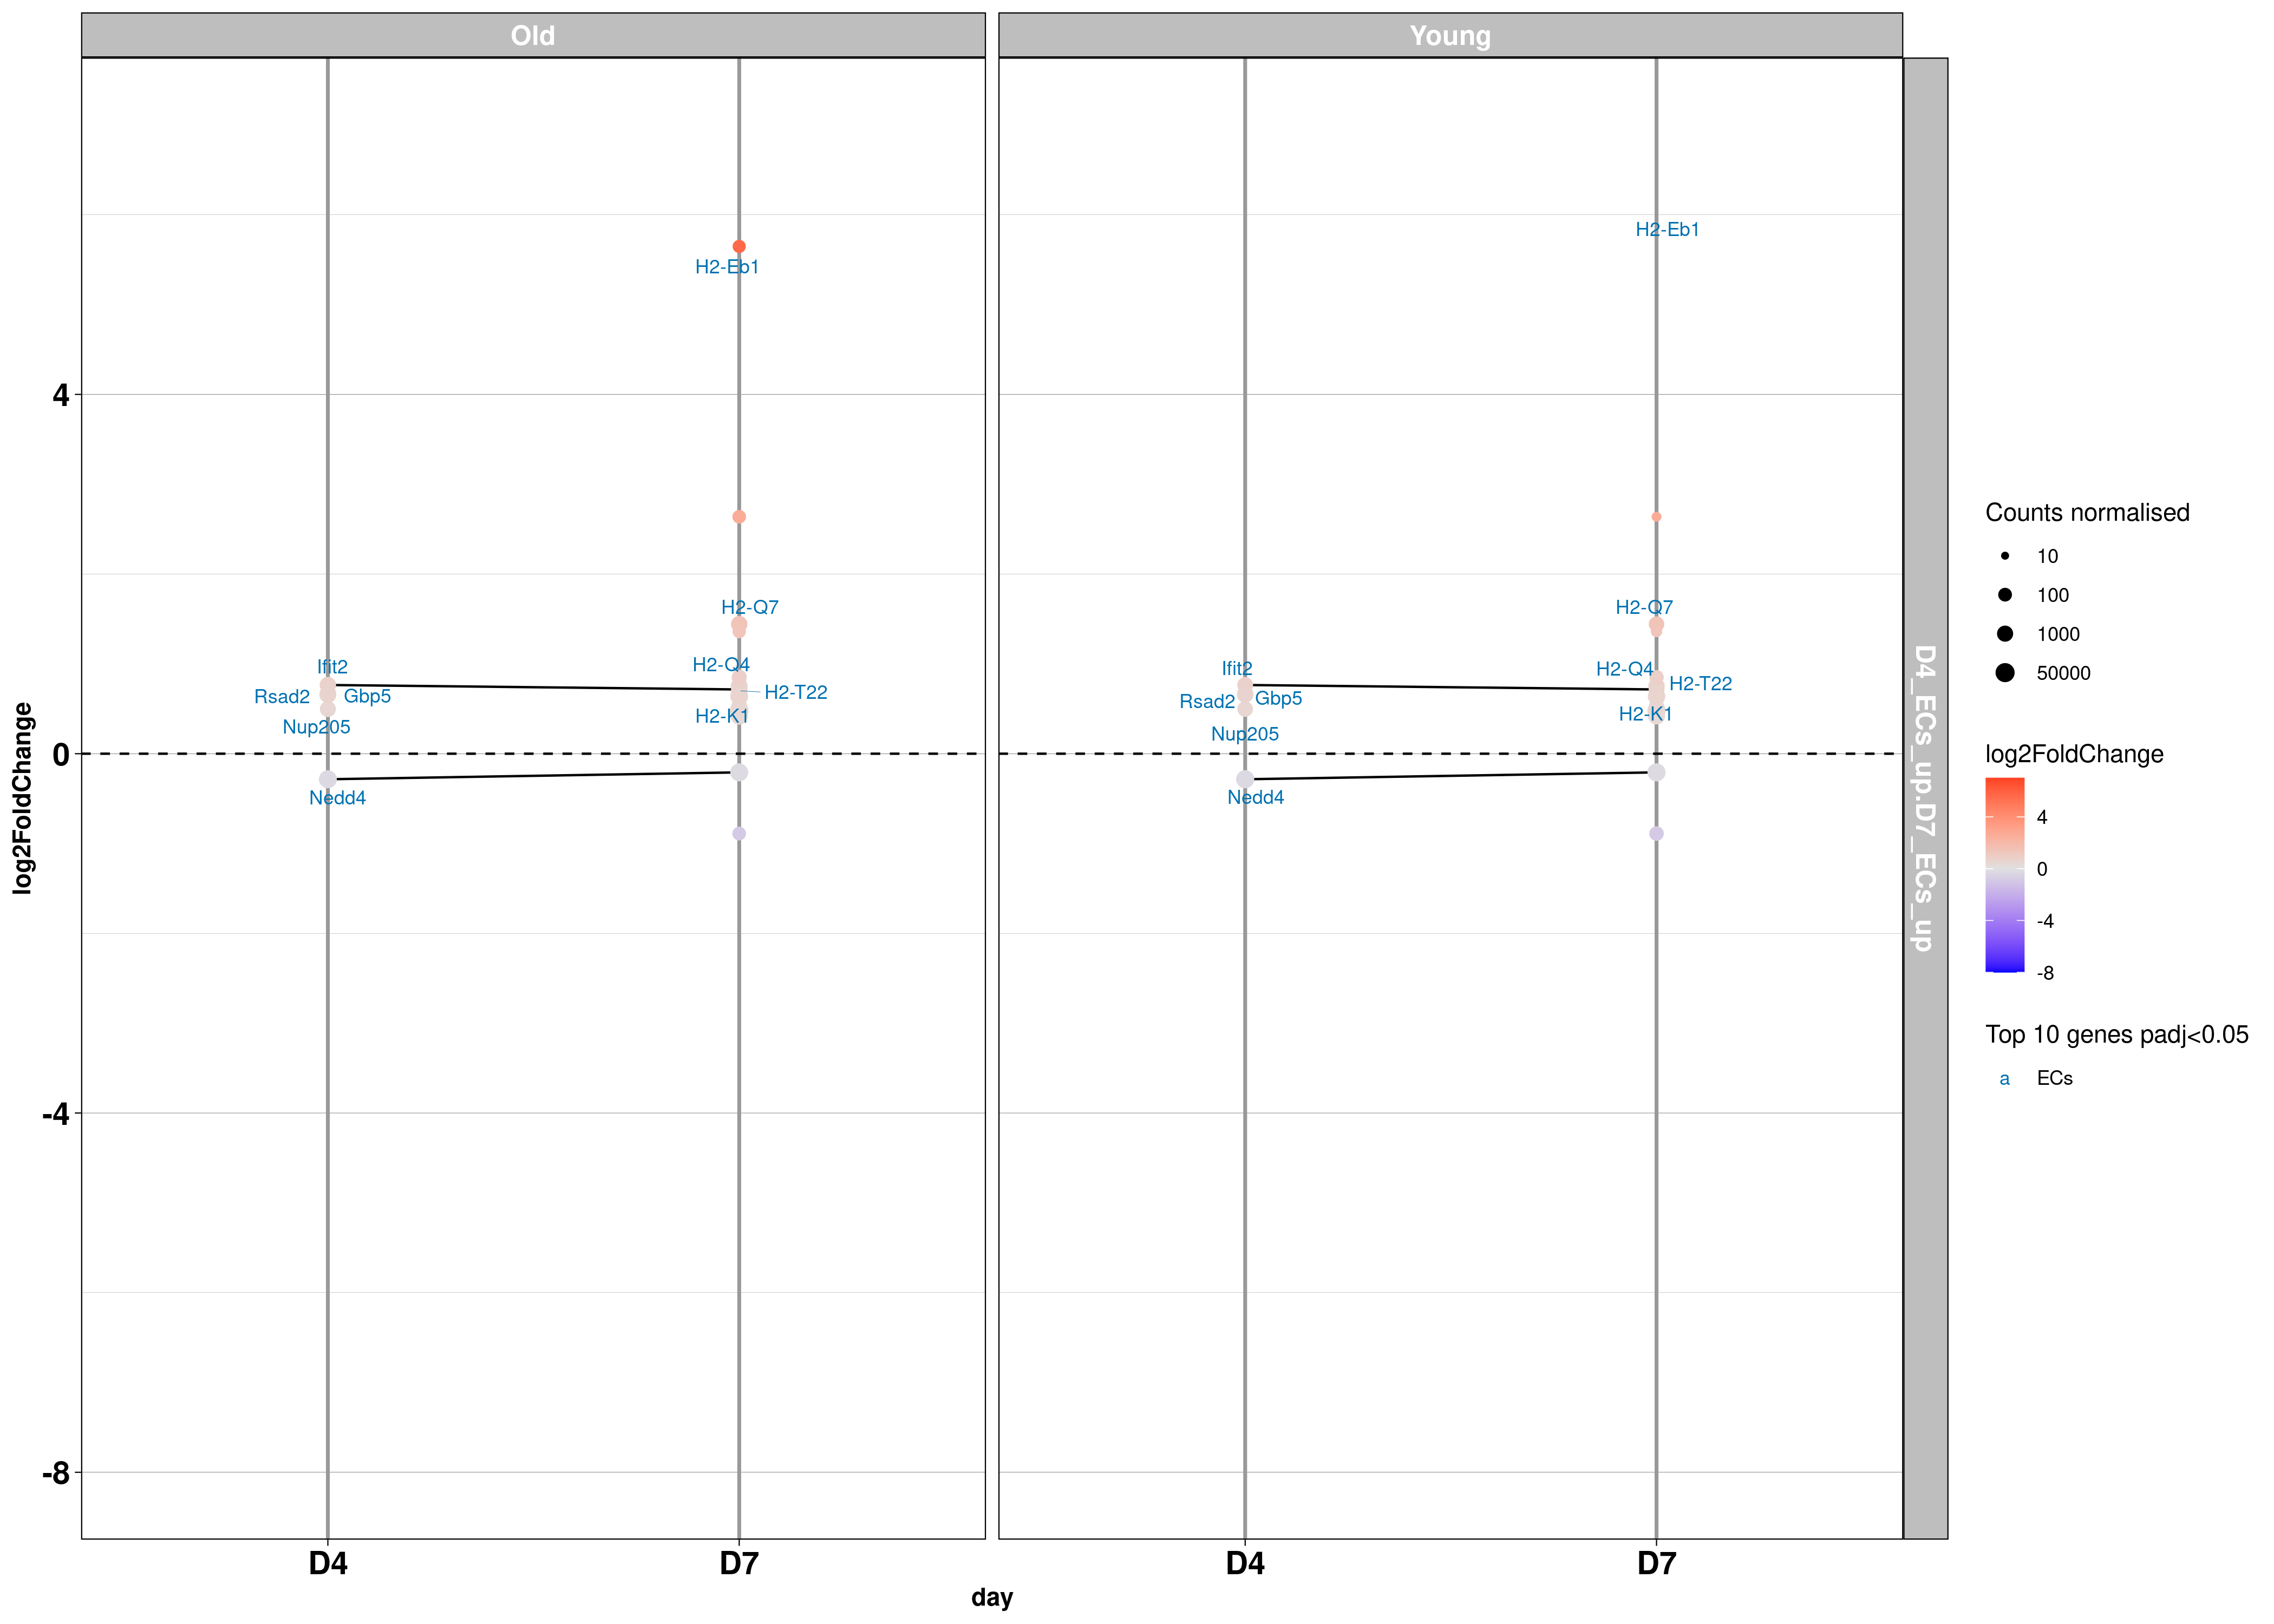 Old
Young
H2-Eb1
H2-Eb1
4
H2-Q7
H2-Q7
Ifit2
H2-Q4
Ifit2
H2-Q4
Rsad2
Gbp5
H2-T22
Rsad2
Gbp5
H2-T22
Nup205
H2-K1
Nup205
H2-K1
0
Nedd4
Nedd4
-4
-8
log2FoldChange
D4
D7
D4
D7
day
D4_ECs_up.D7_ECs_up
Counts normalised
10
100
1000
50000
log2FoldChange
4
0
-4
-8
Top 10 genes padj<0.05
a
ECs